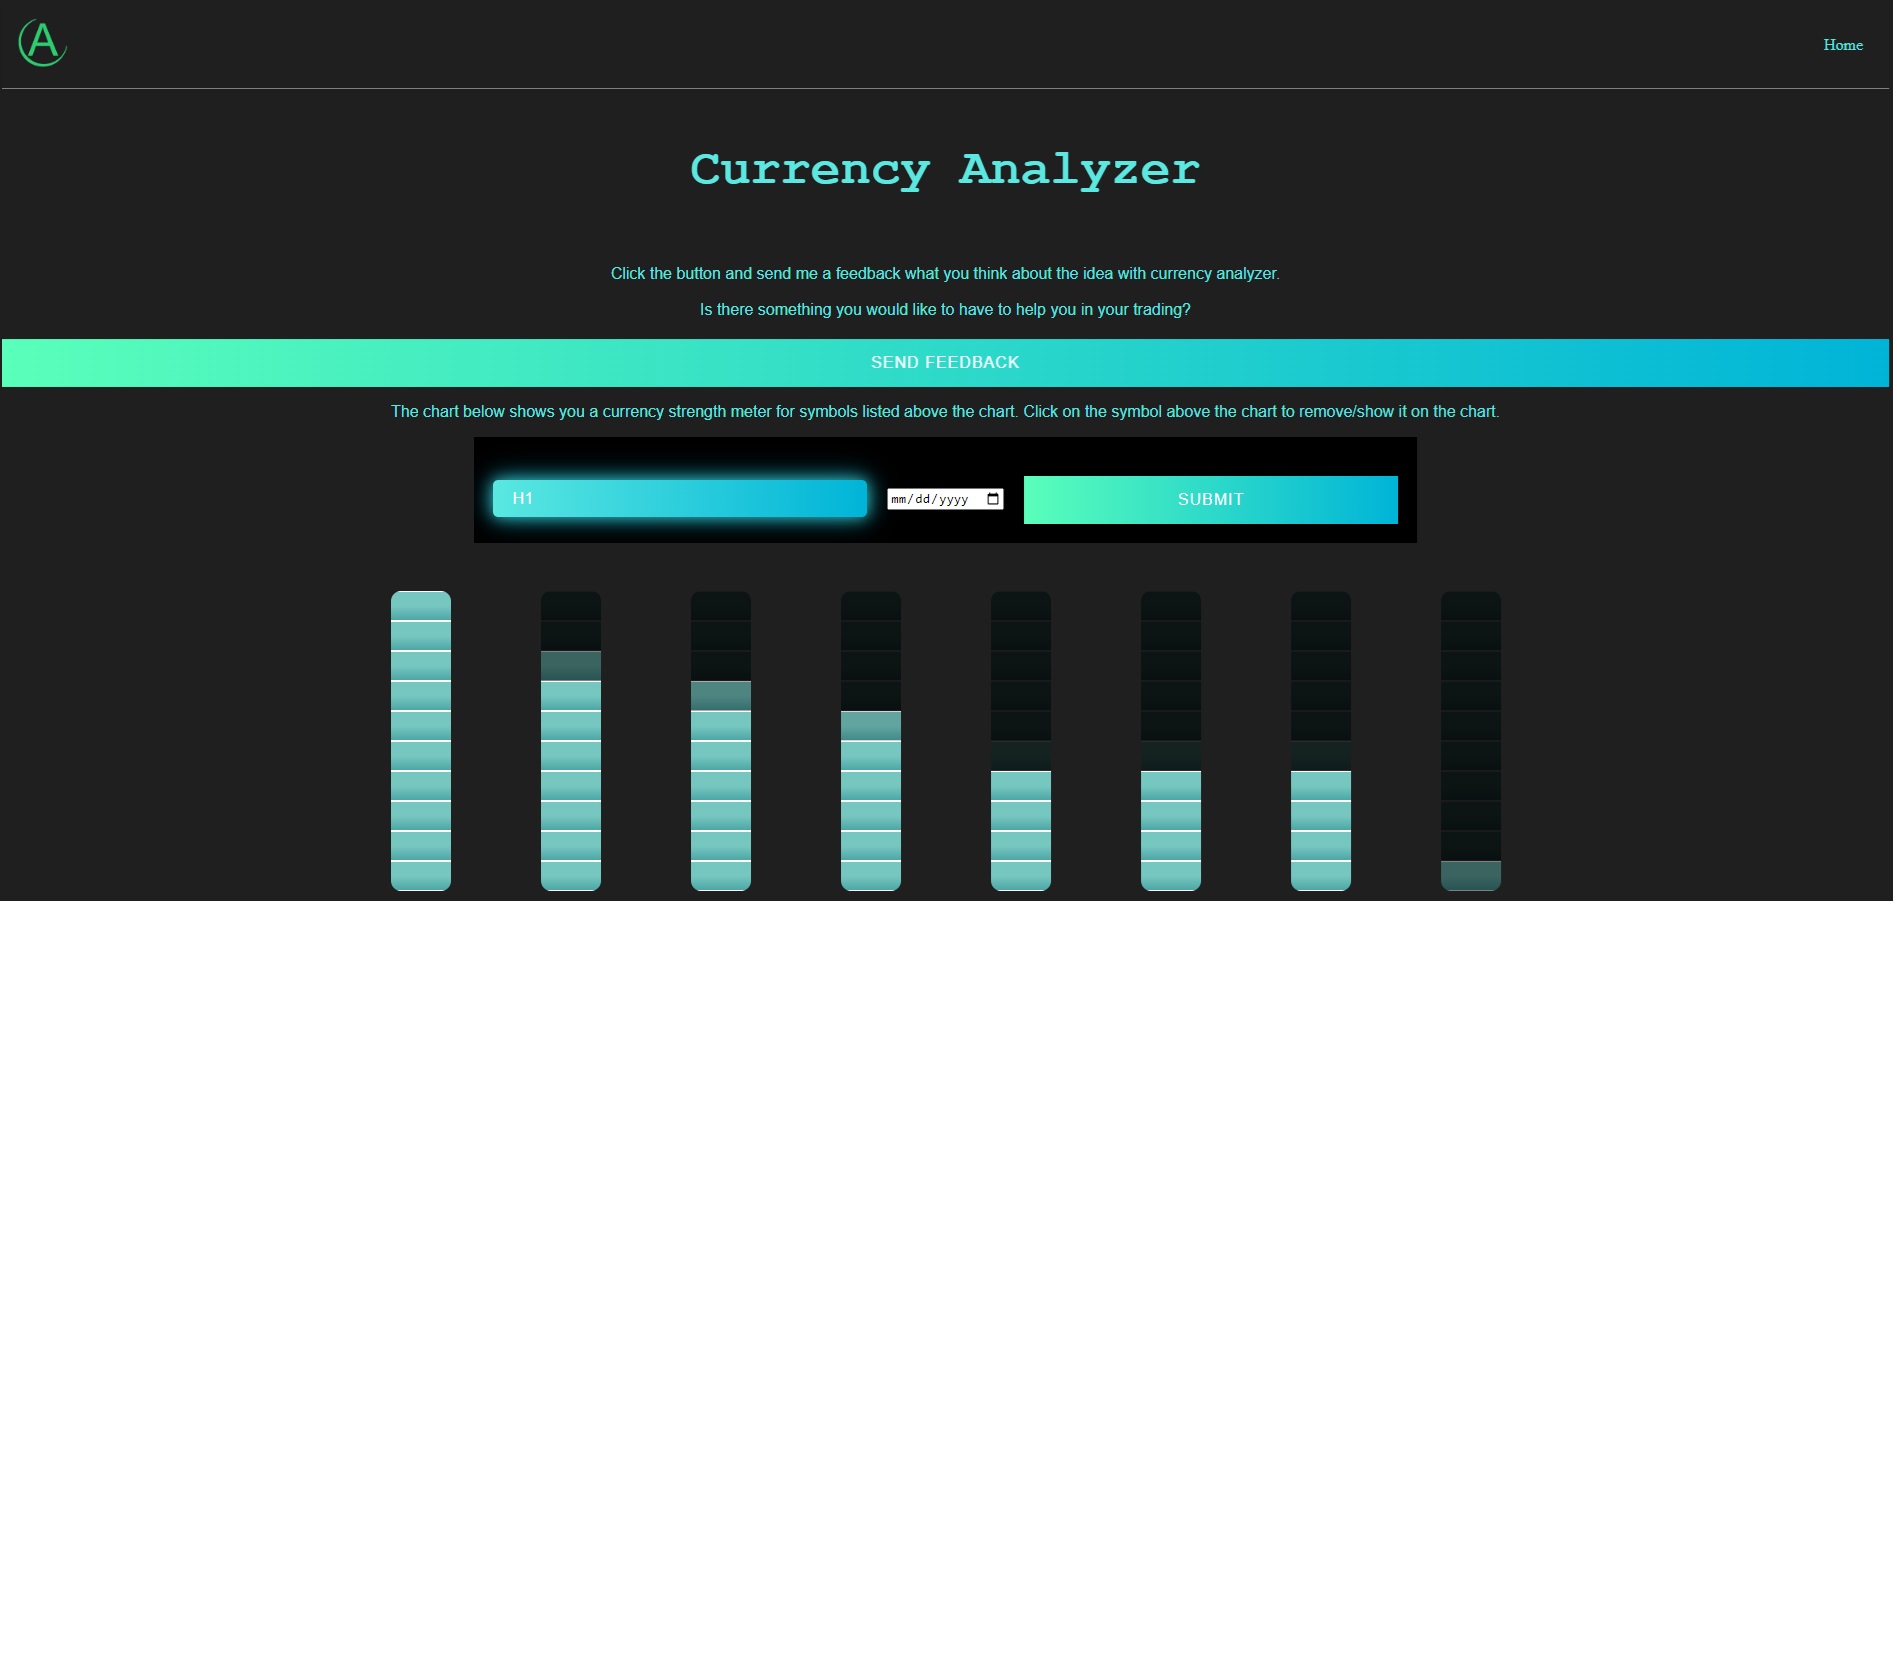 A
Home
Currency Analyzer
Click the button and send me a feedback what you think about the idea with currency analyzer.
Is there something you would like to have to help you in your trading?
SEND FEEDBACK
The chart below shows you a currency strength meter for symbols listed above the chart. Click on the symbol above the chart to remove/show it on the chart.
H1 mm/dd/yyyy SUBMIT